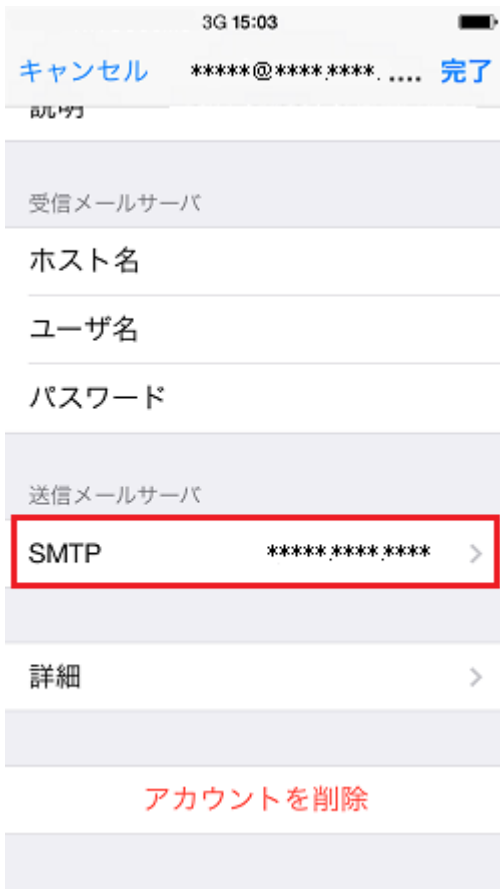 3G 15:03
キャンセル *****@****.****. .... 完了
説明
受信メールサーバ
ホスト名
ユーザ名
パスワード
送信メールサーバ
SMTP *****.****.****
詳細
アカウントを削除